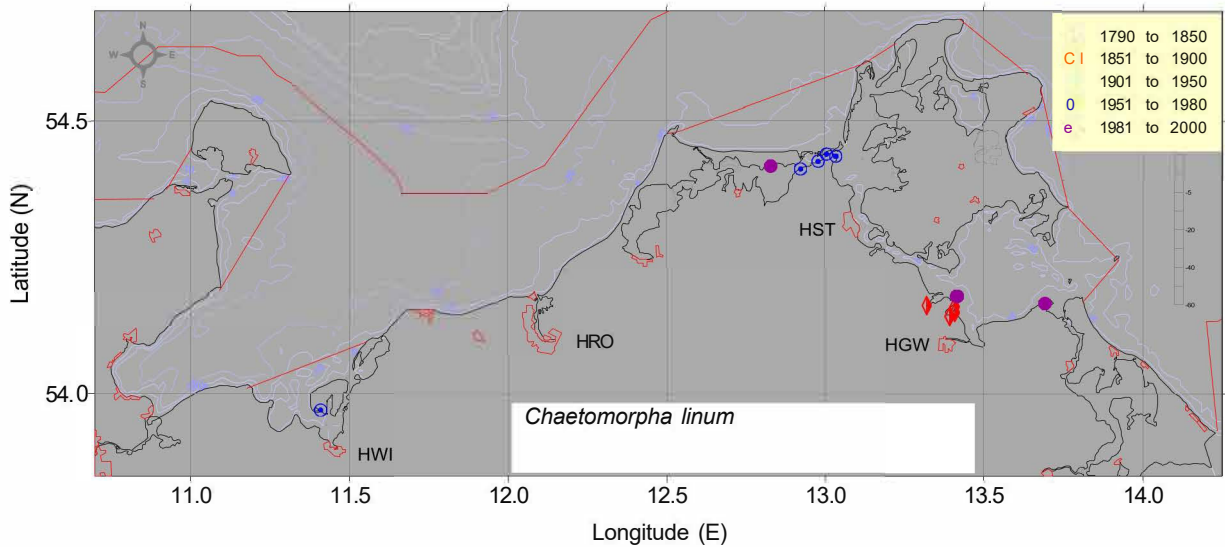 N
W E
S
1790 to 1850
C I 1851 to 1900
1901 to 1950
0 1951 to 1980
e 1981 to 2000
54.5
54.0
Latitude (N)
-5
-20
-40
-60
HST
HRO
HGW
HWI
Chaetomorpha linum
11.0 11.5 12.0 12.5 13.0 13.5 14.0
Longitude (E)